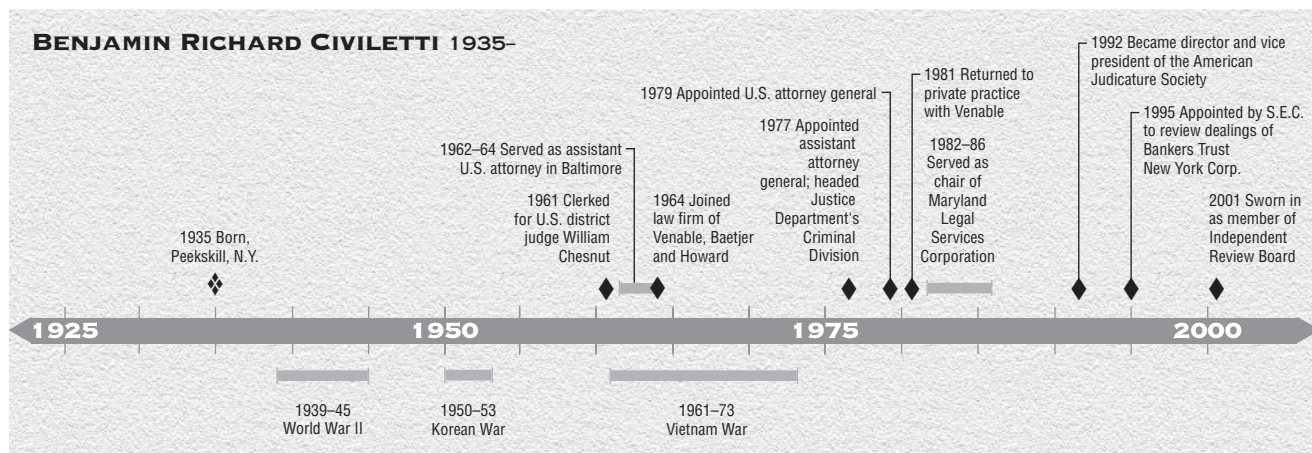 BENJAMIN RICHARD CIVILETTI 1935–
1935 Born,
Peekskill, N.Y.
1961 Clerked
for U.S. district
judge William
Chesnut
1962–64 Served as assistant
U.S. attorney in Baltimore
1964 Joined
law firm of
Venable, Baetjer
and Howard
1977 Appointed
assistant
attorney
general; headed
Justice
Department's
Criminal
Division
1979 Appointed U.S. attorney general
1981 Returned to
private practice
with Venable
1982–86
Served as
chair of
Maryland
Legal
Services
Corporation
1992 Became director and vice
president of the American
Judicature Society
1995 Appointed by S.E.C.
to review dealings of
Bankers Trust
New York Corp.
2001 Sworn in
as member of
Independent
Review Board
1925 1950 1975 2000
1939–45
World War II
1950–53
Korean War
1961–73
Vietnam War